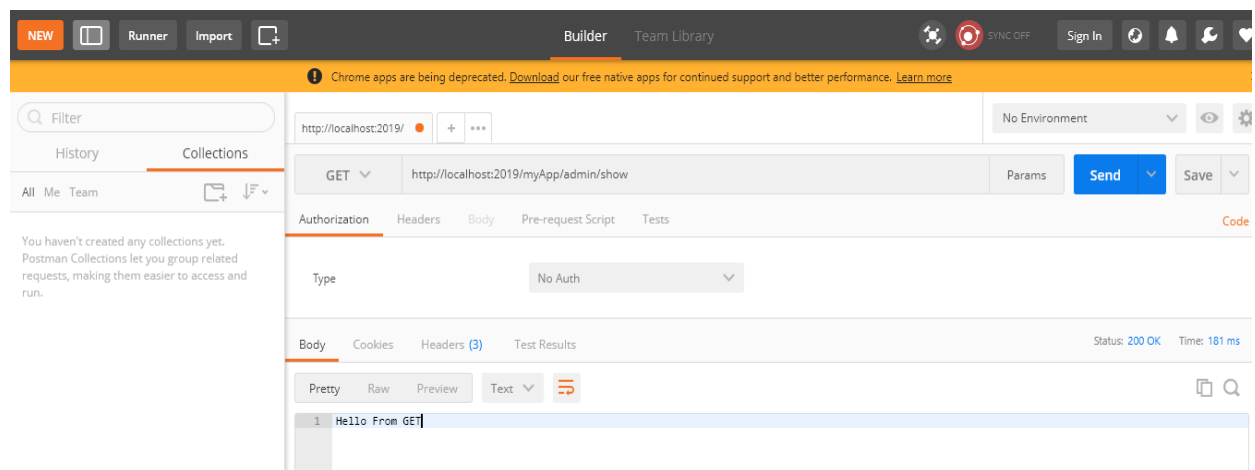 NEW Runner Import Builder Team Library SYNC OFF Sign In
! Chrome apps are being deprecated. Download our free native apps for continued support and better performance. Learn more
Filter
History Collections
All Me Team
You haven't created any collections yet.
Postman Collections let you group related
requests, making them easier to access and
run.
http://localhost:2019/ + ••• No Environment
GET http://localhost:2019/myApp/admin/show Params Send Save
Authorization Headers Body Pre-request Script Tests Code
Type No Auth
Body Cookies Headers (3) Test Results Status: 200 OK Time: 181 ms
Pretty Raw Preview Text
1 Hello From GET